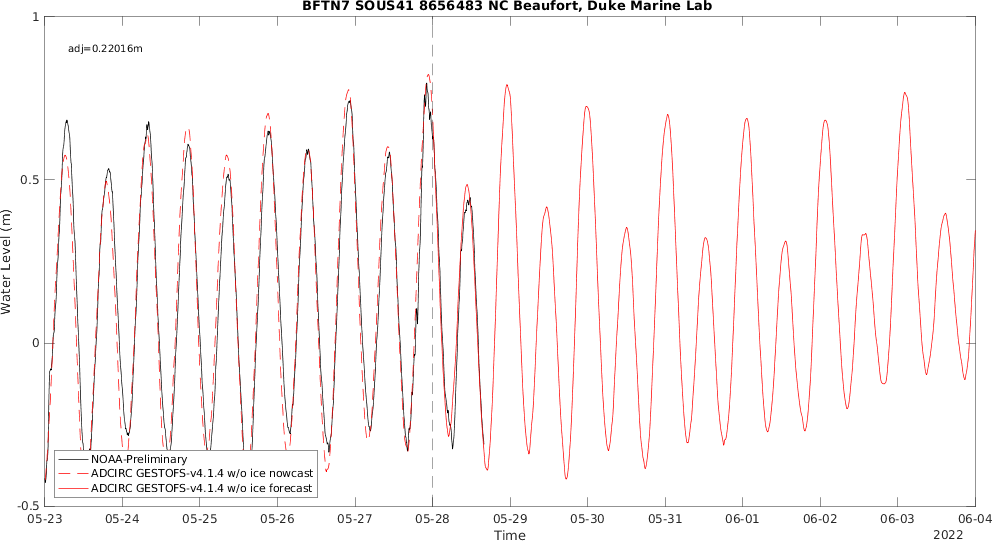 BFTN7 SOUS41 8656483 NC Beaufort, Duke Marine Lab
adj=0.22016m
1
0.5
0
-0.5
Water Level (m)
NOAA-Preliminary
ADCIRC GESTOFS-v4.1.4 w/o ice nowcast
ADCIRC GESTOFS-v4.1.4 w/o ice forecast
05-23 05-24 05-25 05-26 05-27 05-28 05-29 05-30 05-31 06-01 06-02 06-03 06-04
Time
2022